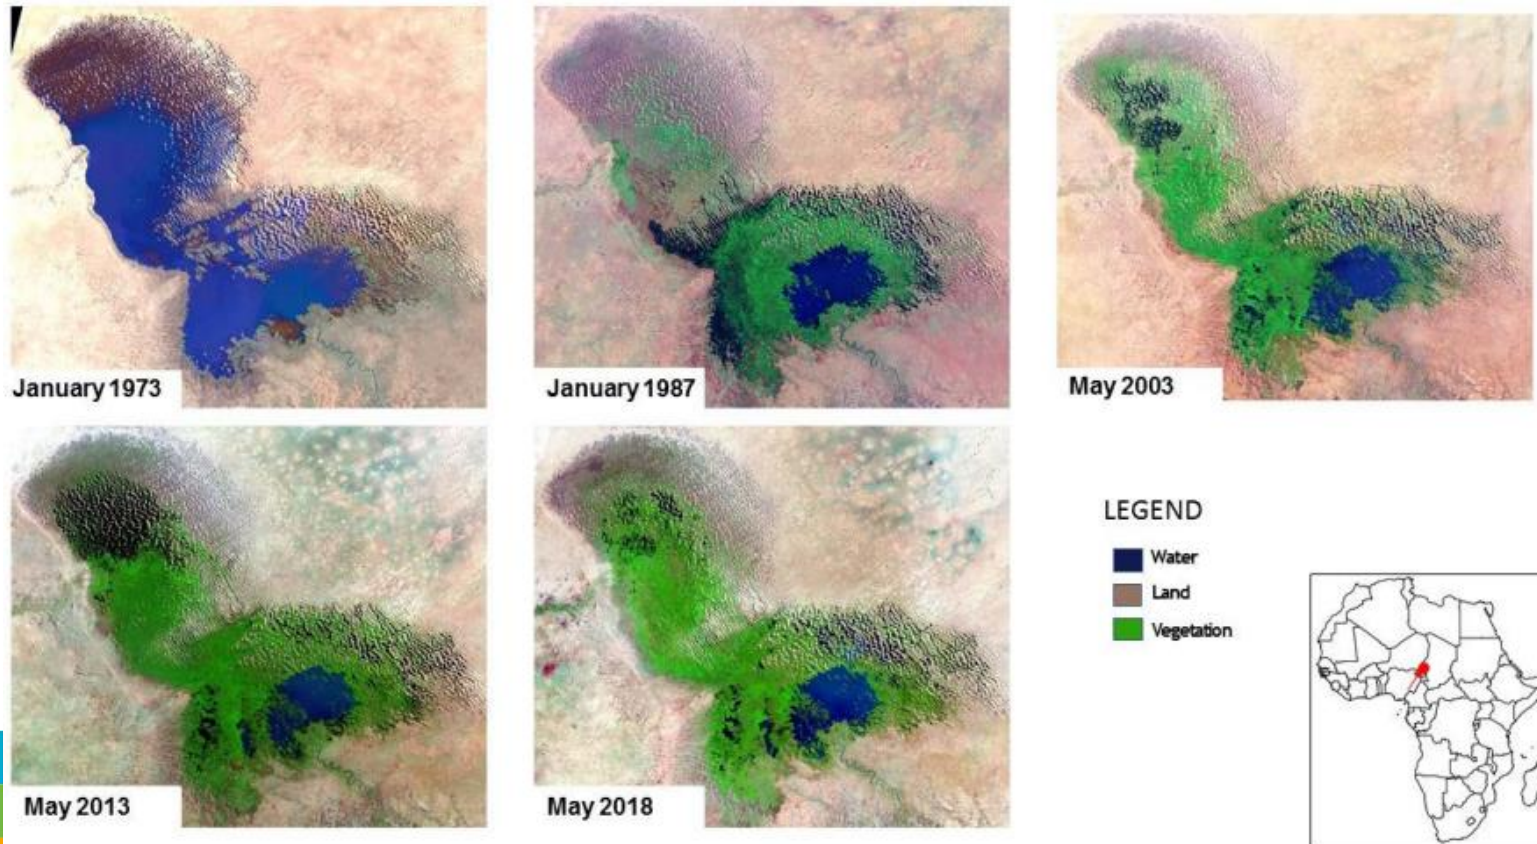 January 1973
January 1987
May 2003
May 2013
May 2018
LEGEND
Water
Land
Vegetation